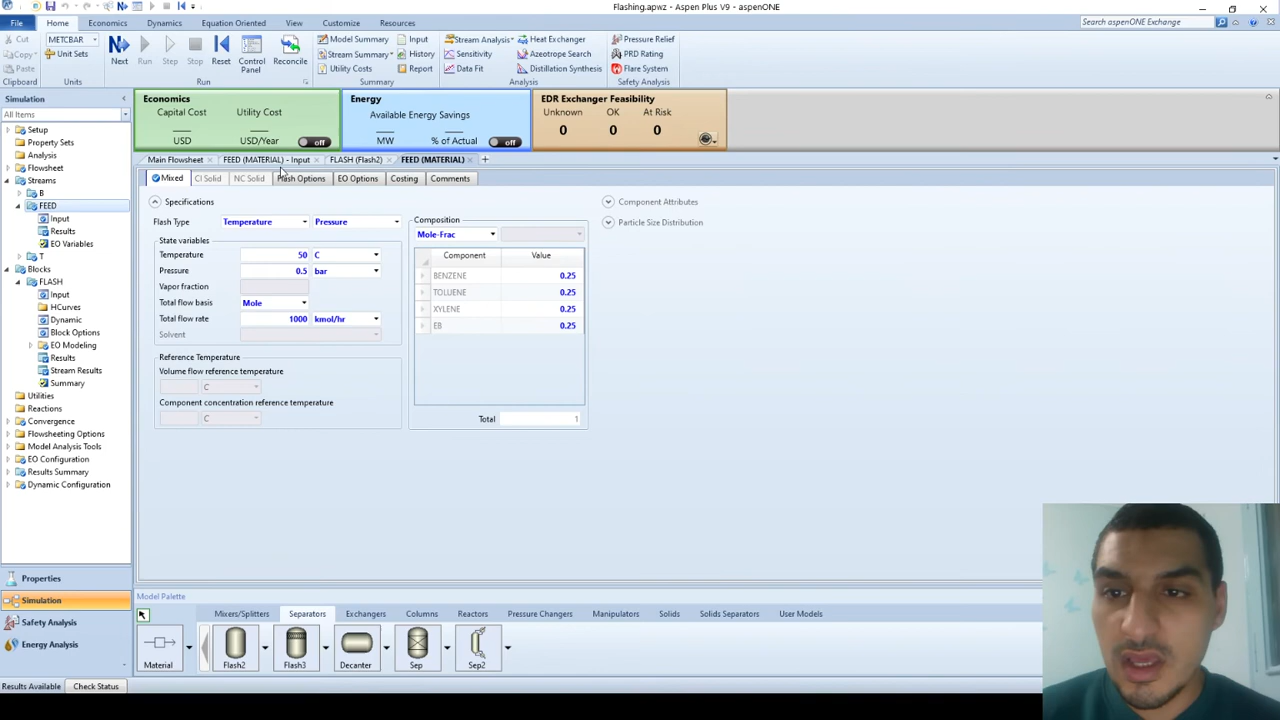 Flashing.apwz - Aspen Plus V9 - aspenONE
File Home Economics Dynamics Equation Oriented View Customize Resources Search aspenONE Exchange
Cut METCBAR Model Summary Input Stream Analysis Heat Exchanger Pressure Relief
Copy Unit Sets Next Run Step Stop Reset Control Panel Reconcile Stream Summary History Sensitivity Azeotrope Search PRD Rating
Paste Utility Costs Report Data Fit Distillation Synthesis Flare System
Clipboard Units Run Summary Analysis Safety Analysis
Simulation
All Items
Setup
Property Sets
Analysis
Flowsheet
Streams
B
FEED
Input
Results
EO Variables
T
Blocks
FLASH
Input
HCurves
Dynamic
Block Options
EO Modeling
Results
Stream Results
Summary
Utilities
Reactions
Convergence
Flowsheeting Options
Model Analysis Tools
EO Configuration
Results Summary
Dynamic Configuration
Properties
Simulation
Safety Analysis
Energy Analysis
Economics
Capital Cost Utility Cost
USD USD/Year off
Energy
Available Energy Savings
MW % of Actual off
EDR Exchanger Feasibility
Unknown OK At Risk
0 0 0
Main Flowsheet FEED (MATERIAL) - Input FLASH (Flash2) FEED (MATERIAL)
Mixed CI Solid NC Solid Flash Options EO Options Costing Comments
Specifications
Flash Type Temperature Pressure
State variables
Temperature 50 C
Pressure 0.5 bar
Vapor fraction
Total flow basis Mole
Total flow rate 1000 kmol/hr
Solvent
Reference Temperature
Volume flow reference temperature
C
Component concentration reference temperature
C
Composition
Mole-Frac
Component Value
BENZENE 0.25
TOLUENE 0.25
XYLENE 0.25
EB 0.25
Total 1
Component Attributes
Particle Size Distribution
Model Palette
Mixers/Splitters Separators Exchangers Columns Reactors Pressure Changers Manipulators Solids Solids Separators User Models
Material Flash2 Flash3 Decanter Sep Sep2
Results Available Check Status